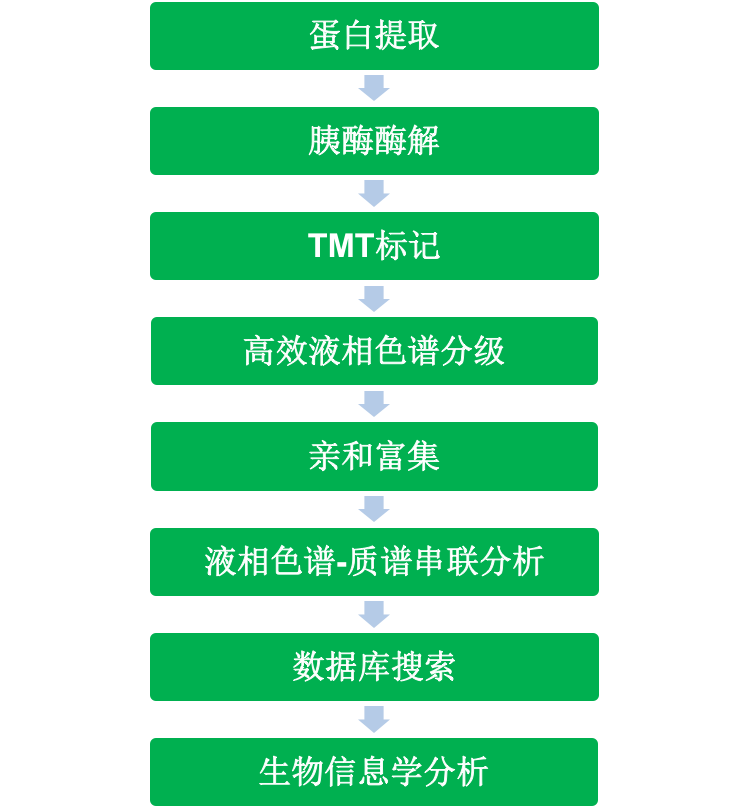 蛋白提取
胰酶酶解
TMT标记
高效液相色谱分级
亲和富集
液相色谱-质谱串联分析
数据库搜索
生物信息学分析